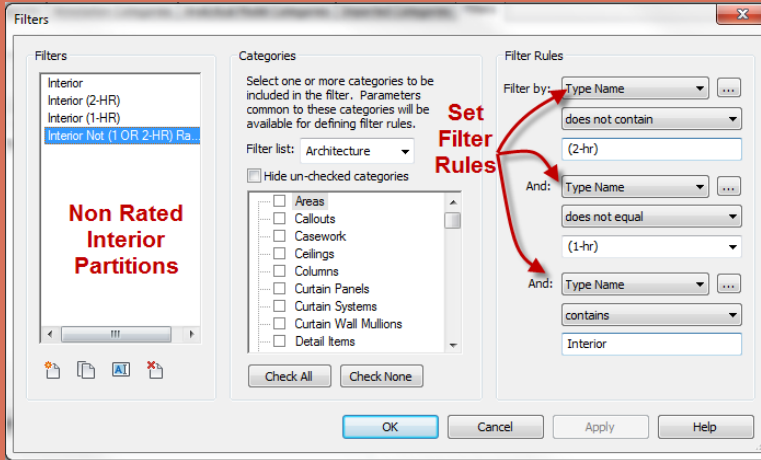 Filters
Filters
Interior
Interior (2-HR)
Interior (1-HR)
Interior Not (1 OR 2-HR) Ra...
Non Rated
Interior
Partitions
Categories
Select one or more categories to be
included in the filter.  Parameters
common to these categories will be
available for defining filter rules.
Filter list:
Architecture
Hide un-checked categories
Areas
Callouts
Casework
Ceilings
Columns
Curtain Panels
Curtain Systems
Curtain Wall Mullions
Detail Items
Check All
Check None
Set
Filter
Rules
Filter Rules
Filter by:
Type Name
...
does not contain
(2-hr)
And:
Type Name
...
does not equal
(1-hr)
And:
Type Name
...
contains
Interior
OK
Cancel
Apply
Help